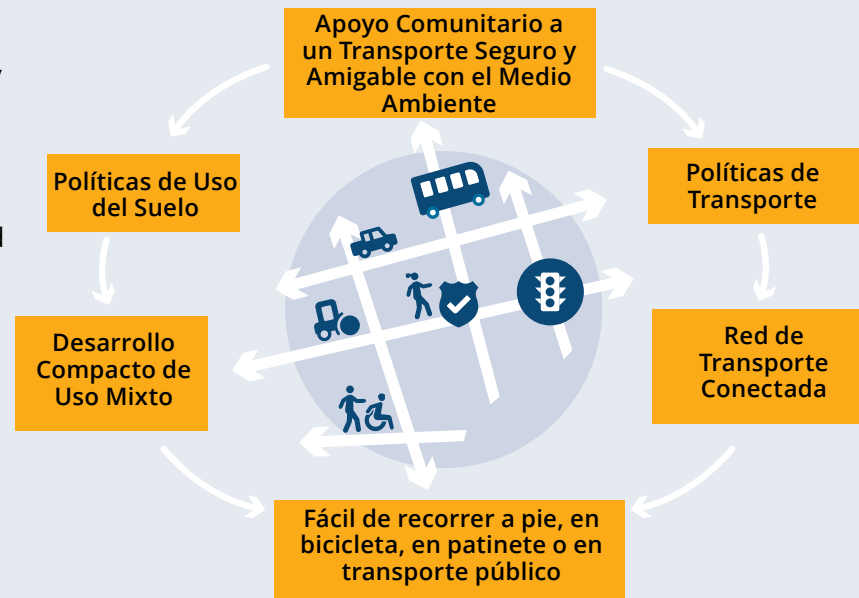 Apoyo Comunitario a
un Transporte Seguro y
Amigable con el Medio
Ambiente
Políticas de Uso
del Suelo
Políticas de
Transporte
Desarrollo
Compacto de
Uso Mixto
Red de
Transporte
Conectada
Fácil de recorrer a pie, en
bicicleta, en patinete o en
transporte público